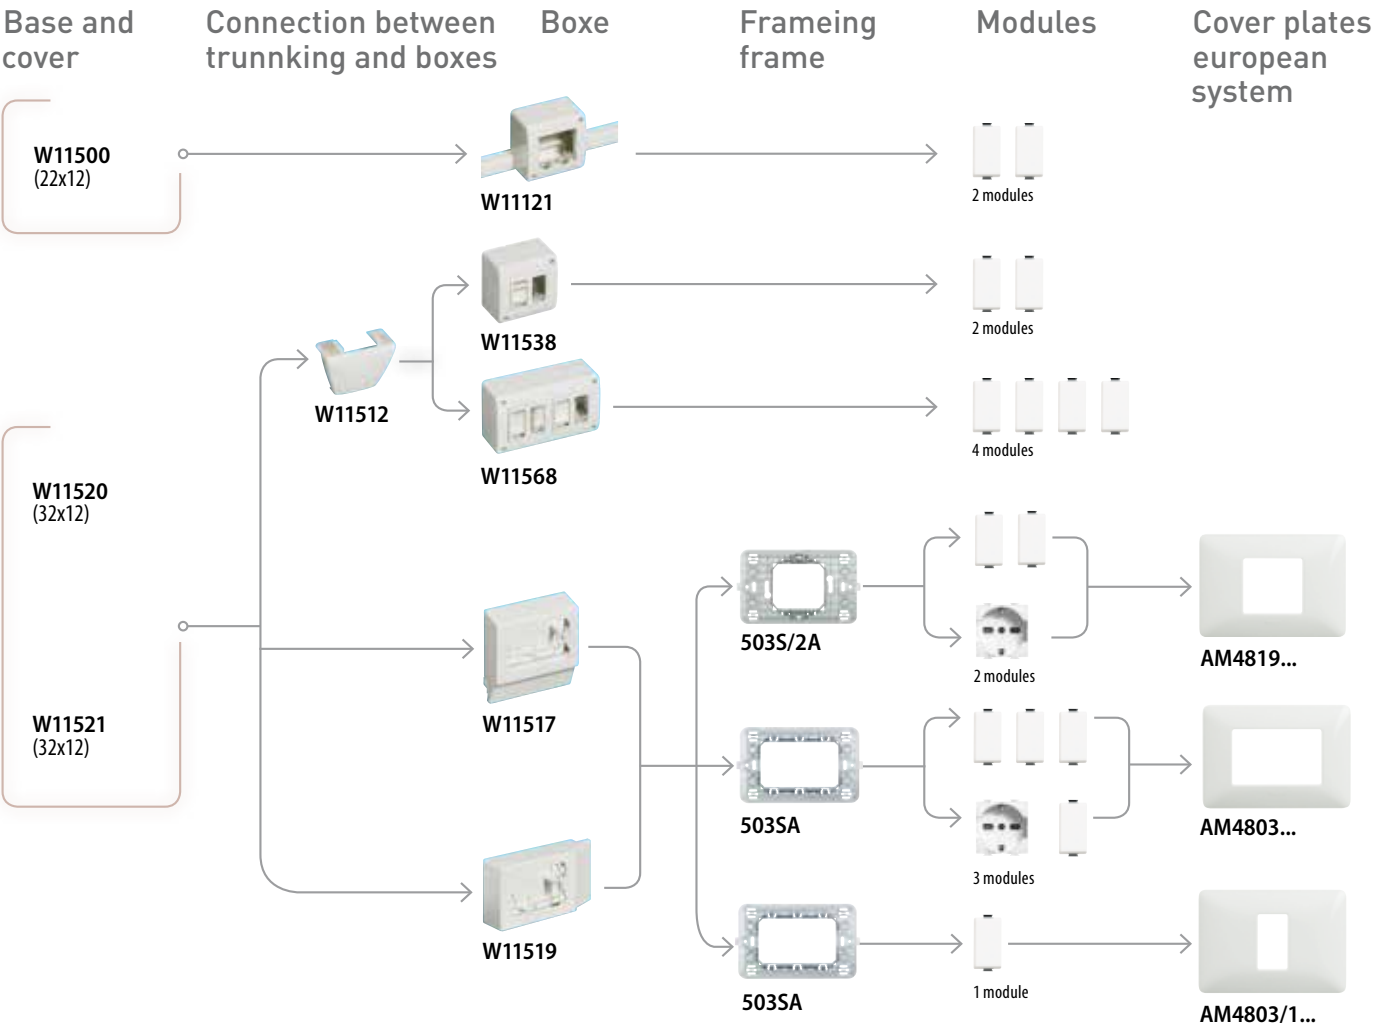 Base and
cover
Connection between
trunnking and boxes
Boxe
Frameing
frame
Modules
Cover plates
european
system
W11500
(22x12)
W11121
2 modules
W11538
2 modules
W11512
W11568
4 modules
W11520
(32x12)
503S/2A
2 modules
AM4819...
W11521
(32x12)
W11517
503SA
3 modules
AM4803...
W11519
503SA
1 module
AM4803/1...